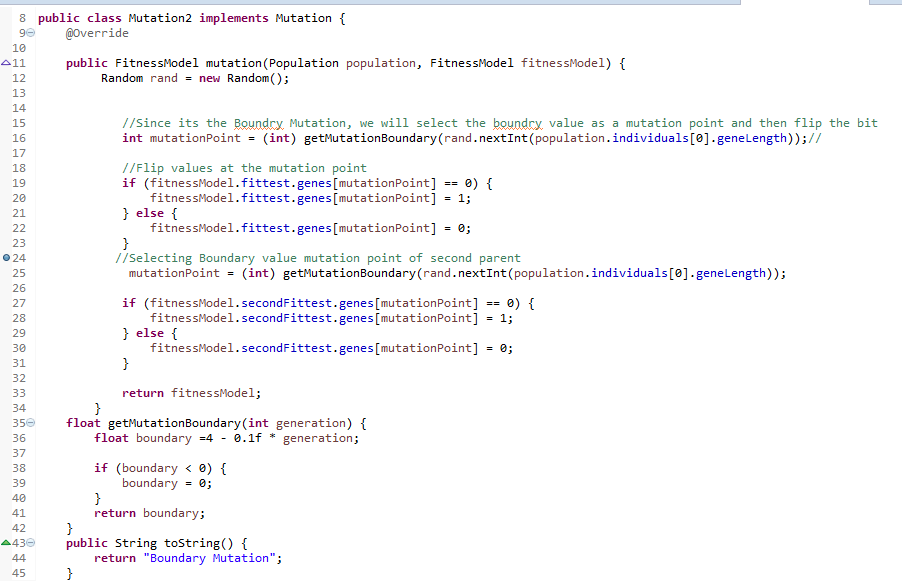 8 public class Mutation2 implements Mutation {
9 @Override
10
11 public FitnessModel mutation(Population population, FitnessModel fitnessModel) {
12 Random rand = new Random();
13
14
15 //Since its the Boundry Mutation, we will select the boundry value as a mutation point and then flip the bit
16 int mutationPoint = (int) getMutationBoundary(rand.nextInt(population.individuals[0].geneLength));//
17
18 //Flip values at the mutation point
19 if (fitnessModel.fittest.genes[mutationPoint] == 0) {
20 fitnessModel.fittest.genes[mutationPoint] = 1;
21 } else {
22 fitnessModel.fittest.genes[mutationPoint] = 0;
23 }
24 //Selecting Boundary value mutation point of second parent
25 mutationPoint = (int) getMutationBoundary(rand.nextInt(population.individuals[0].geneLength));
26
27 if (fitnessModel.secondFittest.genes[mutationPoint] == 0) {
28 fitnessModel.secondFittest.genes[mutationPoint] = 1;
29 } else {
30 fitnessModel.secondFittest.genes[mutationPoint] = 0;
31 }
32
33 return fitnessModel;
34 }
35 float getMutationBoundary(int generation) {
36 float boundary =4 - 0.1f * generation;
37
38 if (boundary < 0) {
39 boundary = 0;
40 }
41 return boundary;
42 }
43 public String toString() {
44 return "Boundary Mutation";
45 }